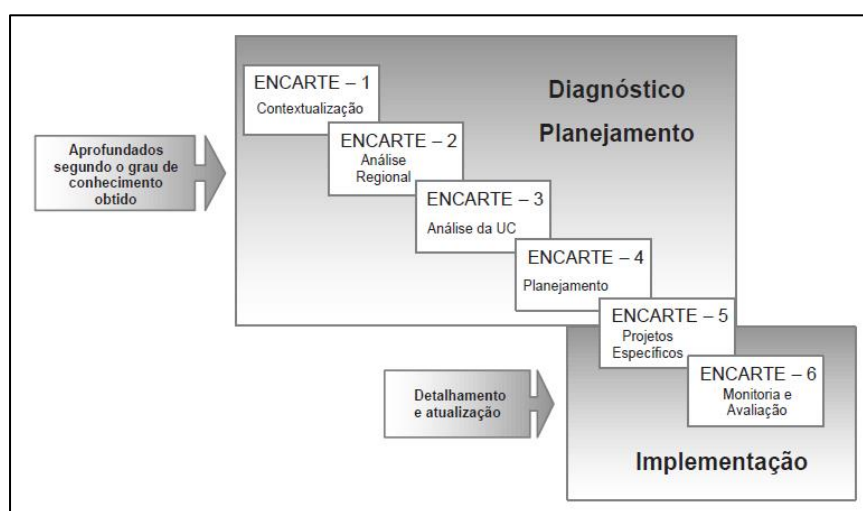 ENCARTE – 1
Contextualização
Diagnóstico
Planejamento
Aprofundados
segundo o grau de
conhecimento
obtido
ENCARTE – 2
Análise
Regional
ENCARTE – 3
Análise da UC
ENCARTE – 4
Planejamento
ENCARTE – 5
Projetos
Específicos
ENCARTE – 6
Monitoria e
Avaliação
Detalhamento
e atualização
Implementação